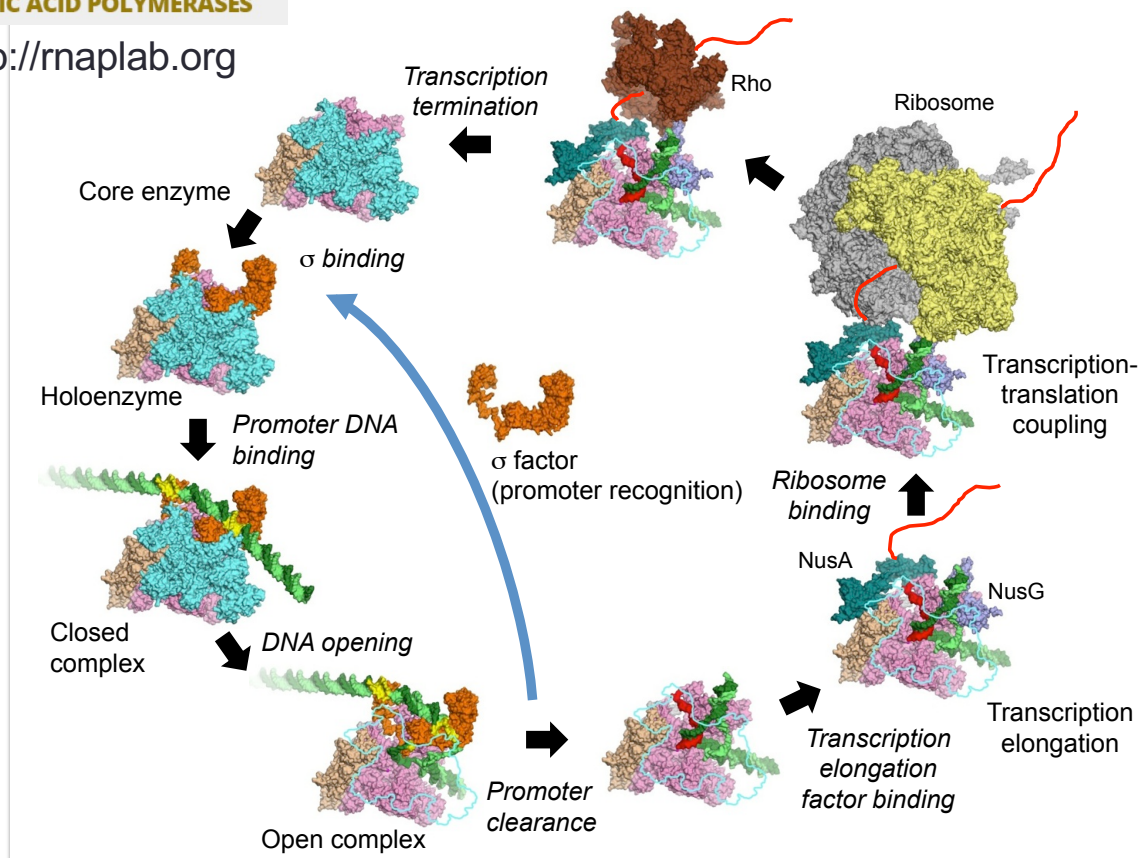 IC ACID POLYMERASES
://rnaplab.org
Transcription
termination
Rho
Ribosome
Core enzyme
σ binding
Holoenzyme
Promoter DNA
binding
σ factor
(promoter recognition)
Transcription-
translation
coupling
Ribosome
binding
NusA
NusG
Closed
complex
DNA opening
Transcription
elongation
Transcription
elongation
factor binding
Promoter
clearance
Open complex